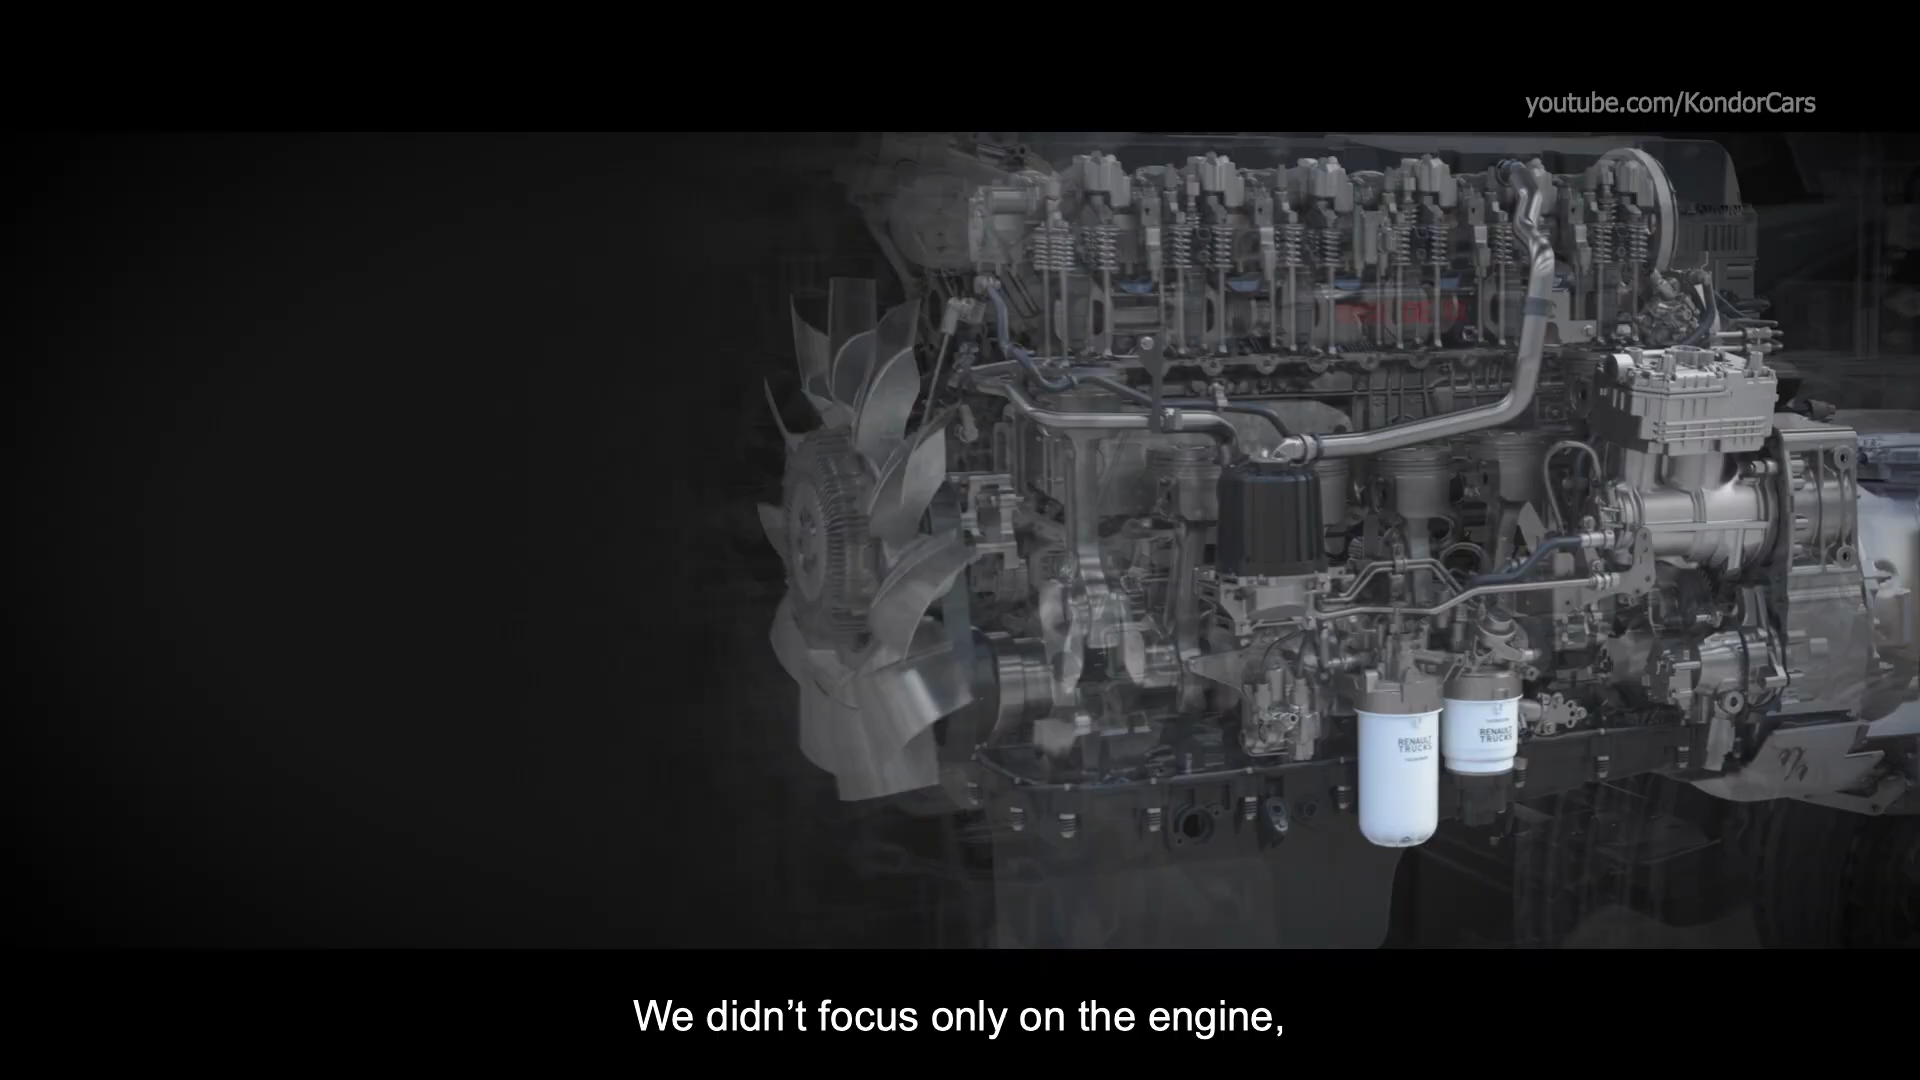 youtube.com/KondorCars
RENAULT
TRUCKS
RENAULT
TRUCKS
We didn't focus only on the engine,